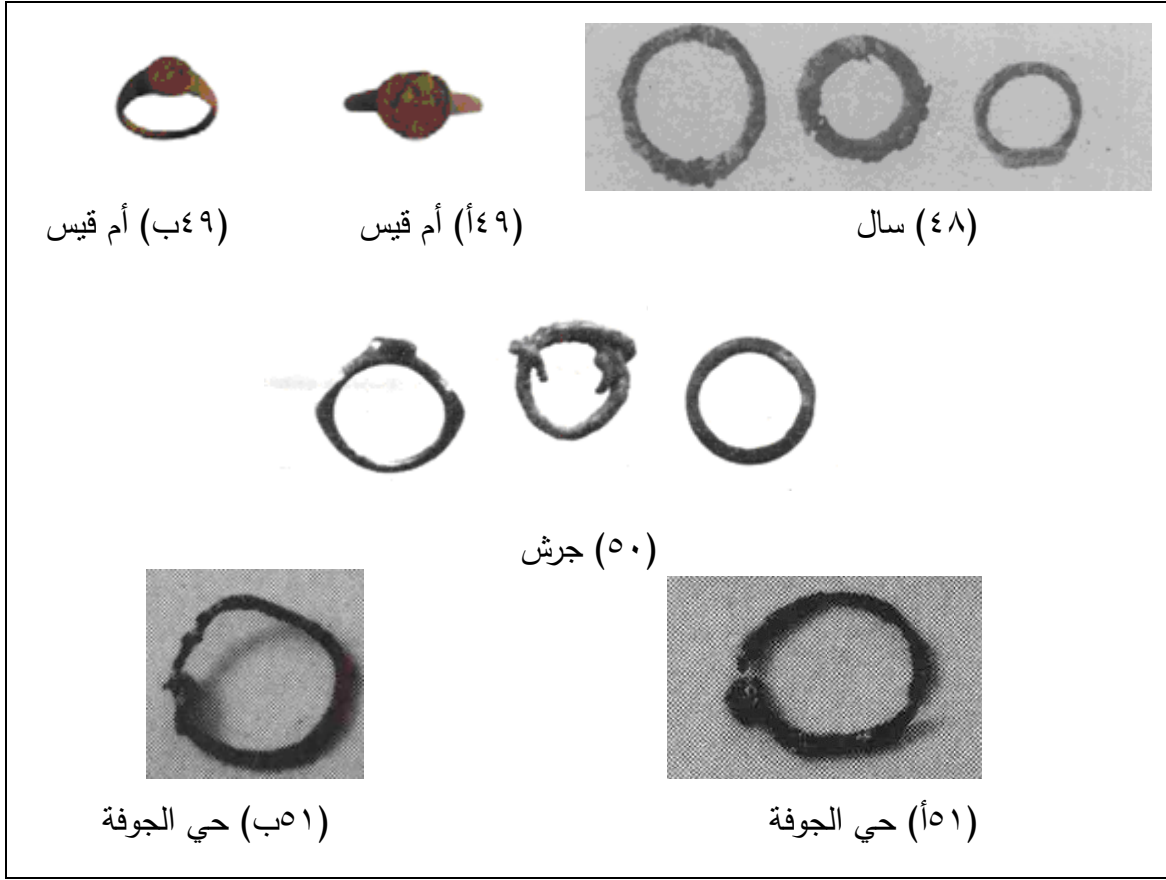 (٤٨) سال
(٤٩أ) أم قيس
(٤٩ب) أم قيس
(٥٠) جرش
(٥١أ) حي الجوفة
(٥١ب) حي الجوفة